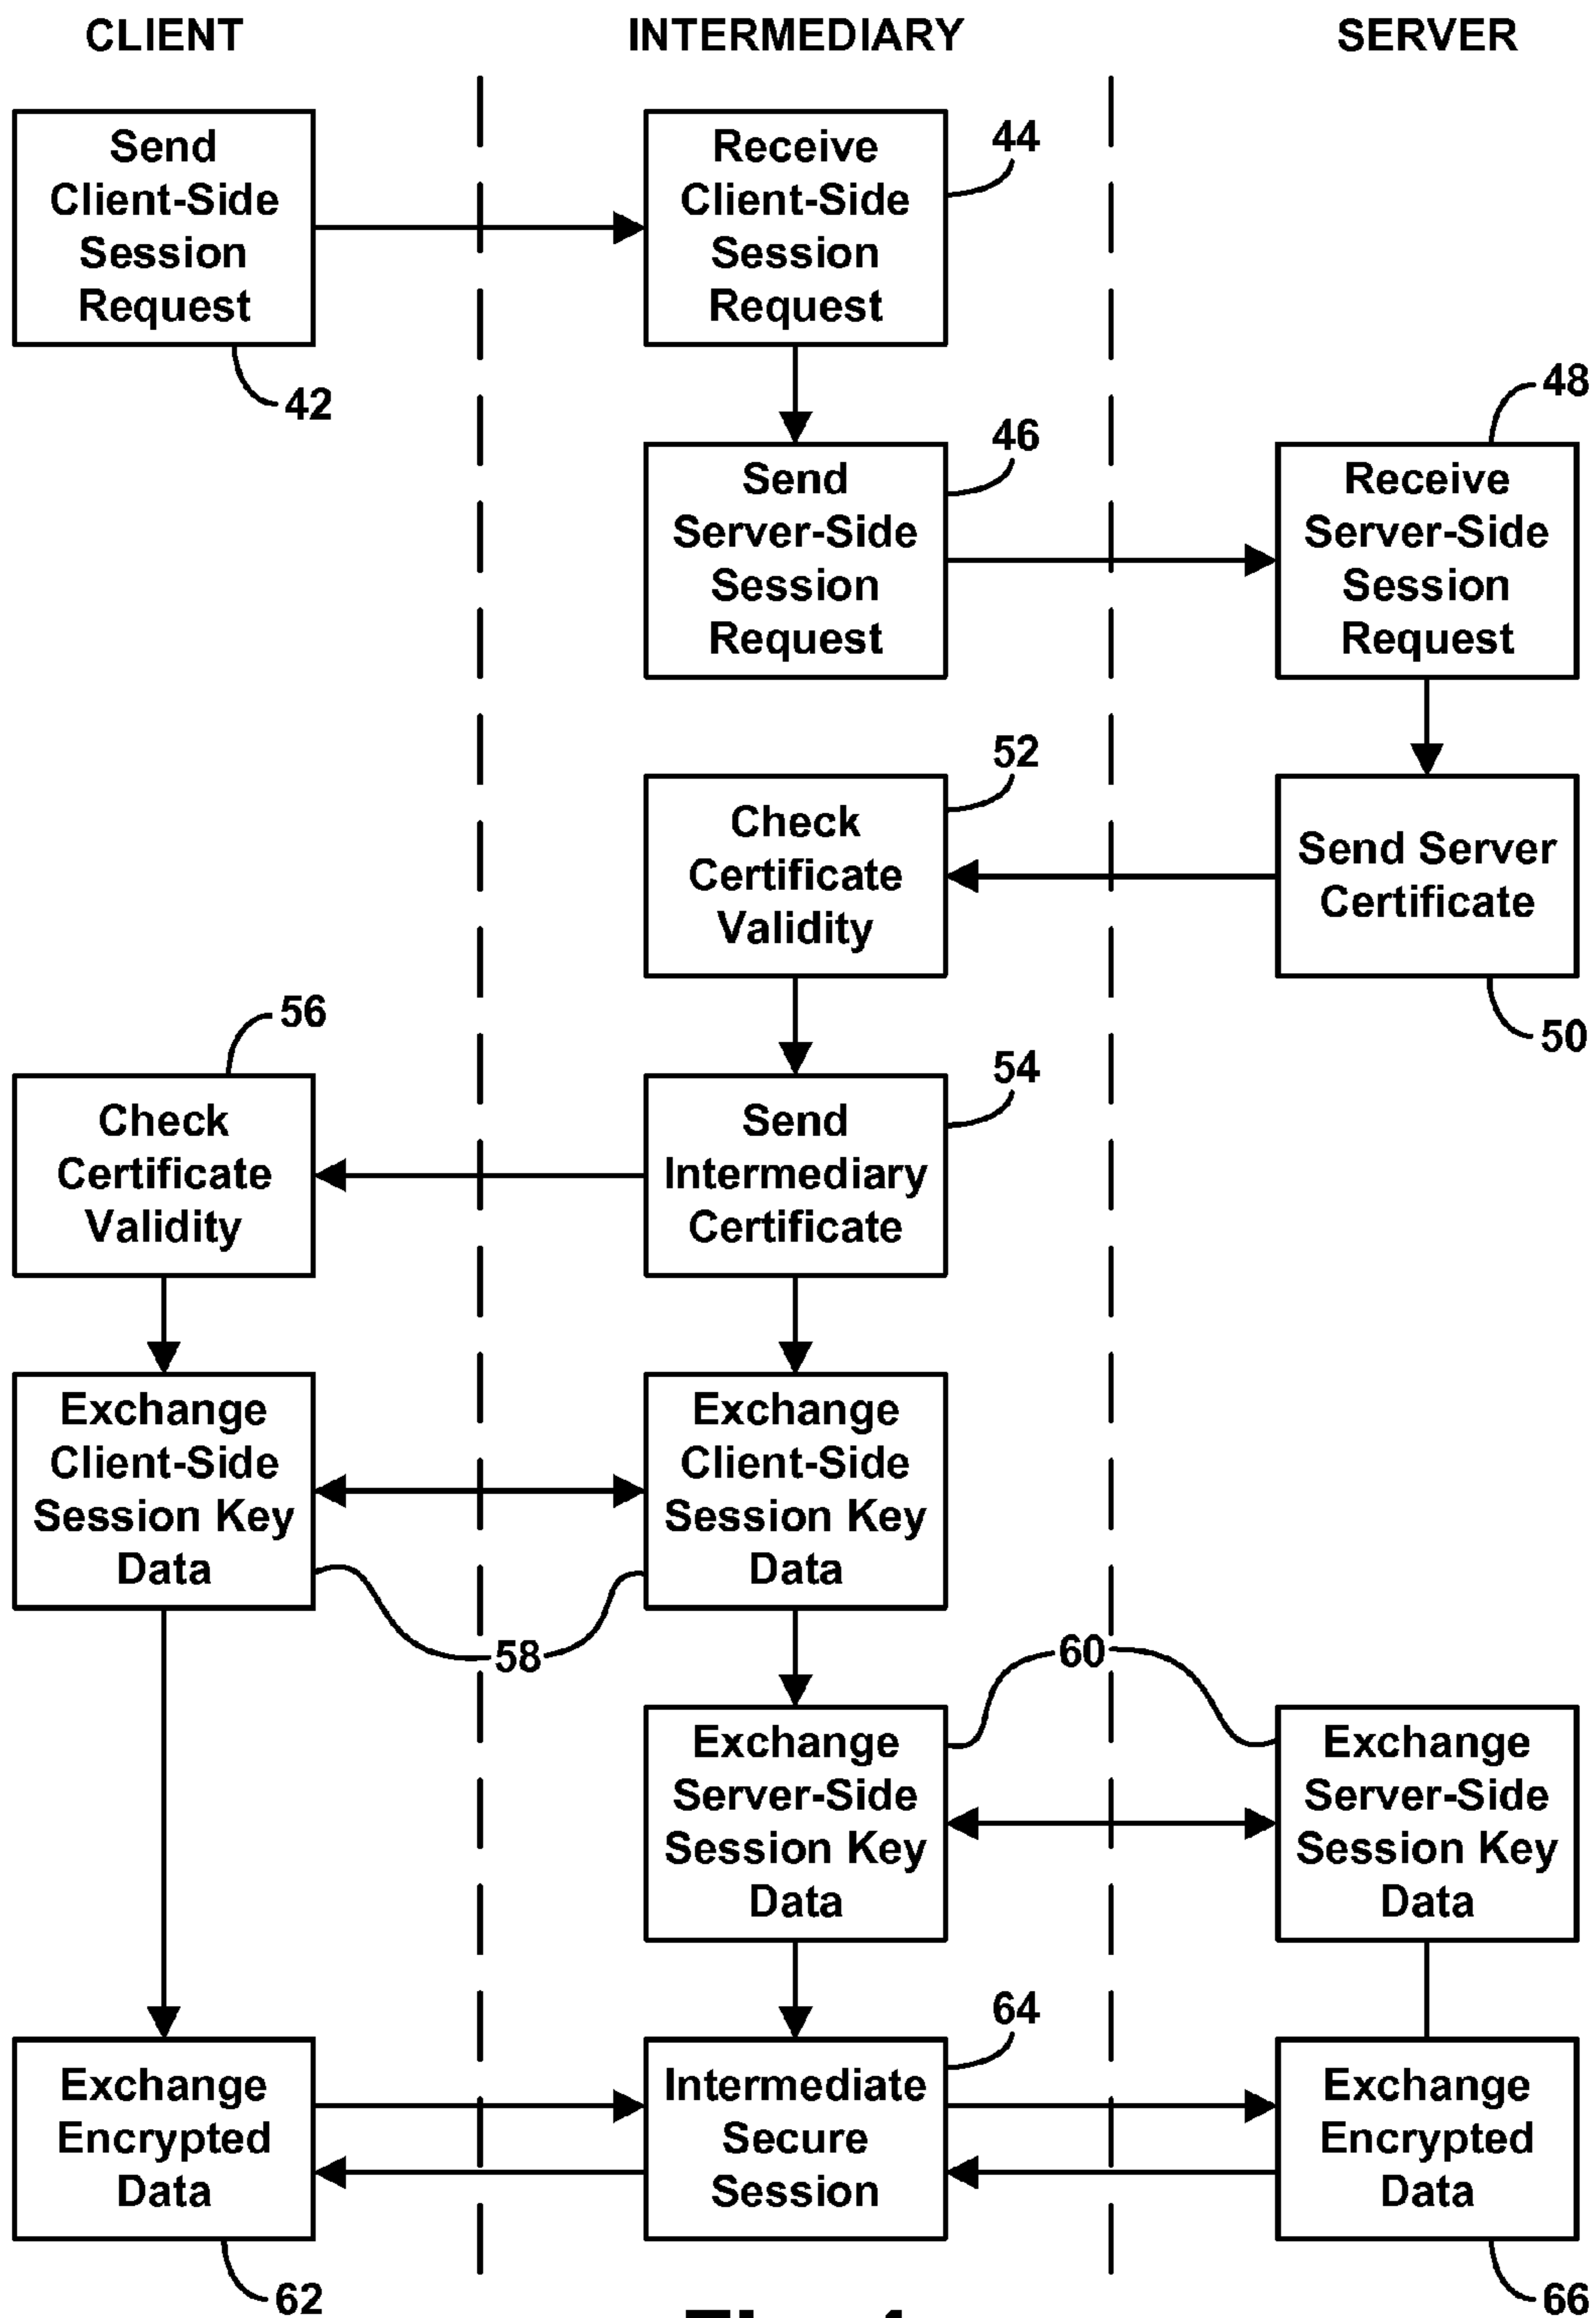 CLIENT
INTERMEDIARY
SERVER
Send
Client-Side
Session
Request
42
Receive
Client-Side
Session
Request
44
Send
Server-Side
Session
Request
46
Receive
Server-Side
Session
Request
48
Check
Certificate
Validity
52
Send Server
Certificate
50
Check
Certificate
Validity
56
Send
Intermediary
Certificate
54
Exchange
Client-Side
Session Key
Data
Exchange
Client-Side
Session Key
Data
58
60
Exchange
Server-Side
Session Key
Data
Exchange
Server-Side
Session Key
Data
Exchange
Encrypted
Data
62
Intermediate
Secure
Session
64
Exchange
Encrypted
Data
66